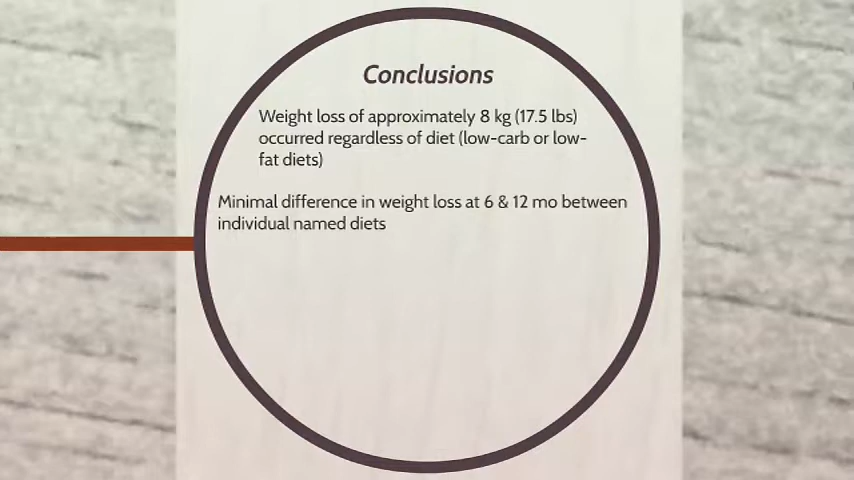 Conclusions
Weight loss of approximately 8 kg (17.5 lbs)
occurred regardless of diet (low-carb or low-
fat diets)
Minimal difference in weight loss at 6 & 12 mo between
individual named diets